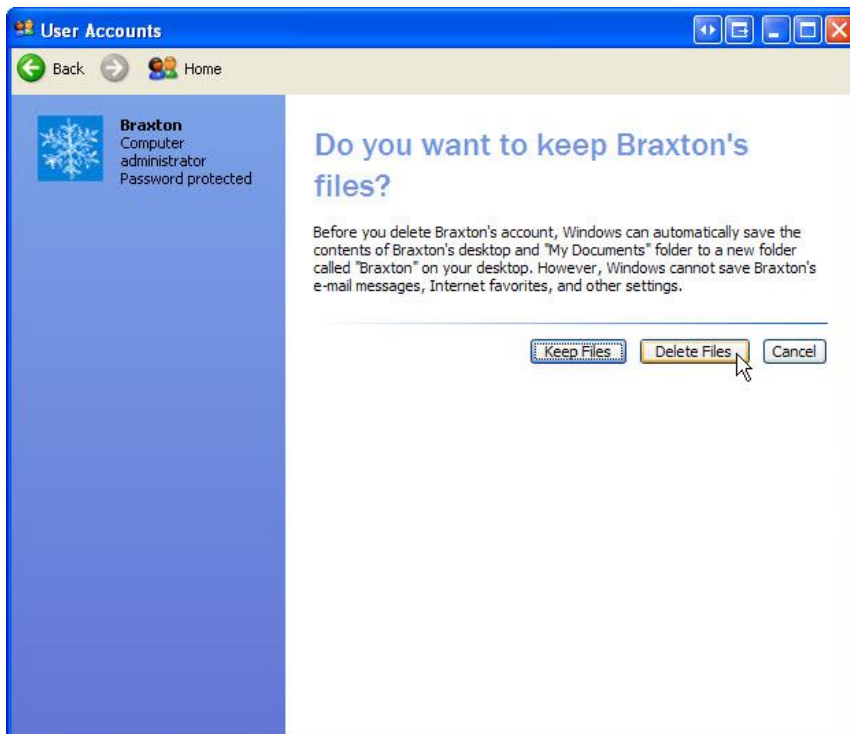 User Accounts
Back
Home
Braxton
Computer
administrator
Password protected
Do you want to keep Braxton's
files?
Before you delete Braxton's account, Windows can automatically save the
contents of Braxton's desktop and "My Documents" folder to a new folder
called "Braxton" on your desktop. However, Windows cannot save Braxton's
e-mail messages, Internet favorites, and other settings.
Keep Files
Delete Files
Cancel